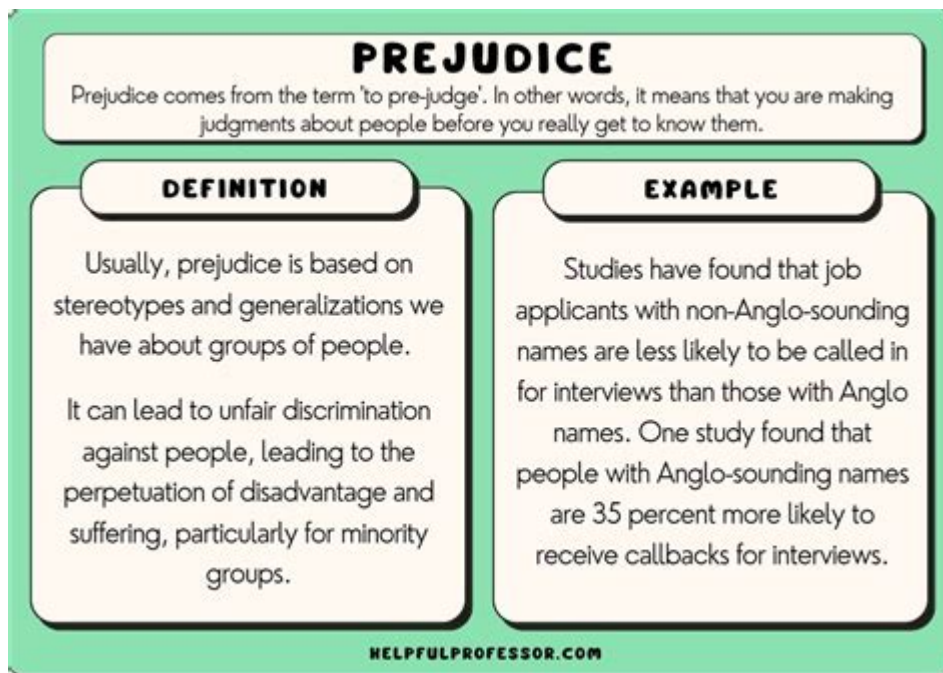 PREJUDICE
Prejudice comes from the term 'to pre-judge'. In other words, it means that you are making
judgments about people before you really get to know them.
DEFINITION
Usually, prejudice is based on
stereotypes and generalizations we
have about groups of people.
It can lead to unfair discrimination
against people, leading to the
perpetuation of disadvantage and
suffering, particularly for minority
groups.
EXAMPLE
Studies have found that job
applicants with non-Anglo-sounding
names are less likely to be called in
for interviews than those with Anglo
names. One study found that
people with Anglo-sounding names
are 35 percent more likely to
receive callbacks for interviews.
HELPFULPROFESSOR.COM